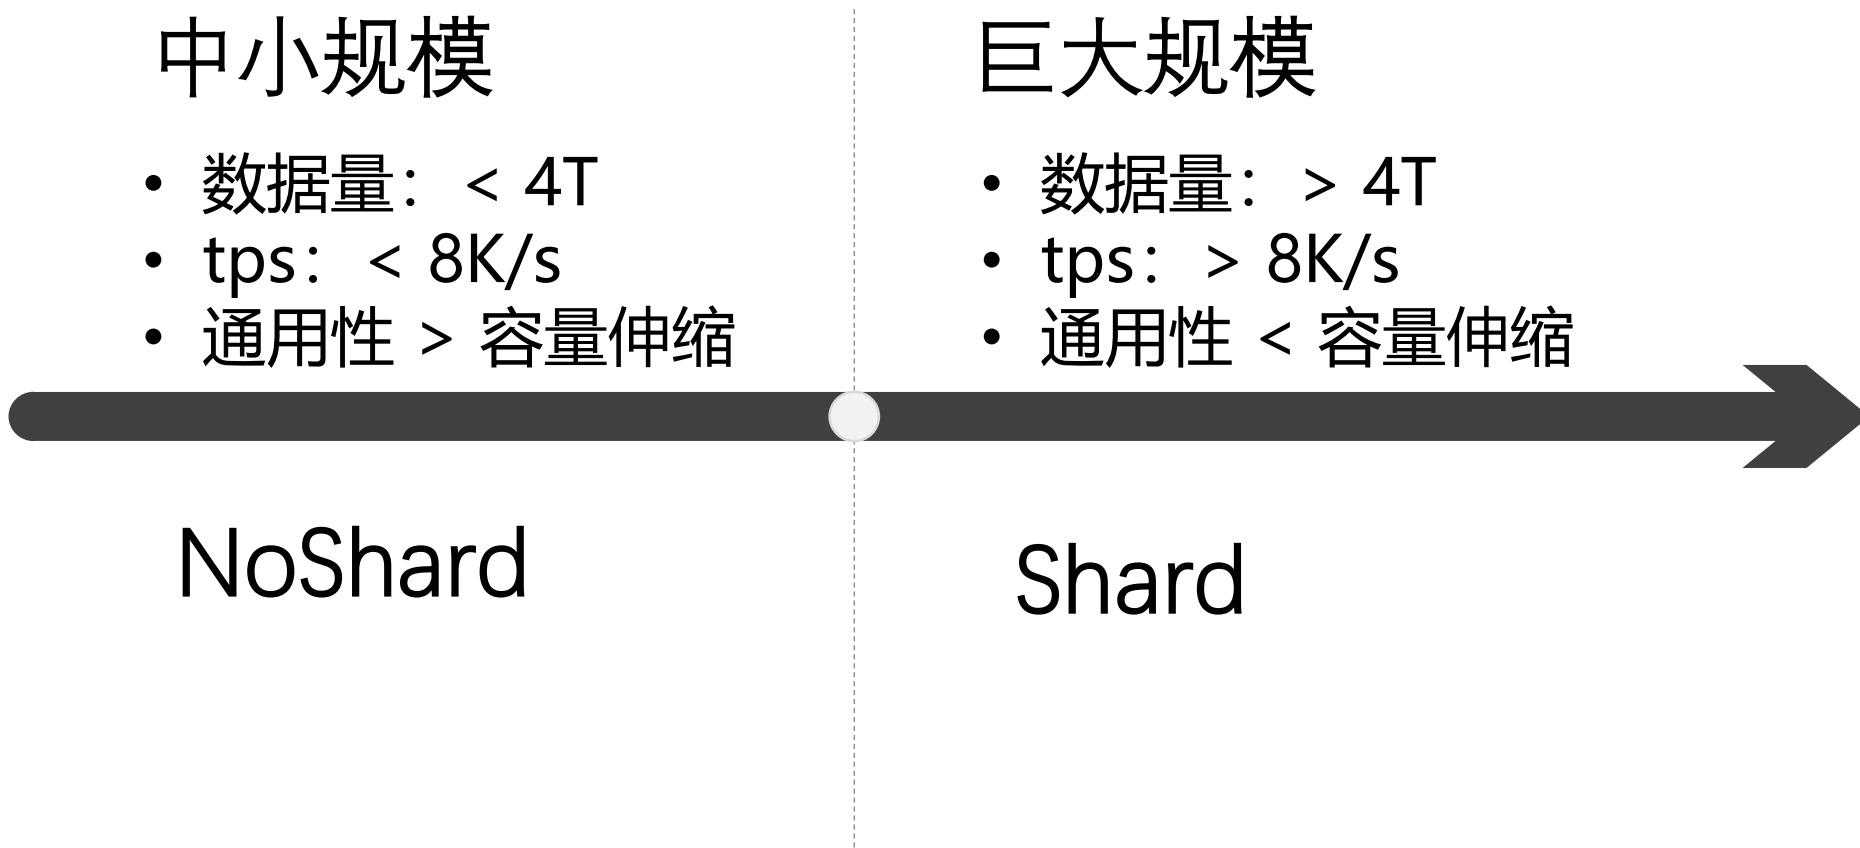 中小规模
• 数据量： < 4T
• tps： < 8K/s
• 通用性 > 容量伸缩
NoShard
巨大规模
• 数据量： > 4T
• tps： > 8K/s
• 通用性 < 容量伸缩
Shard